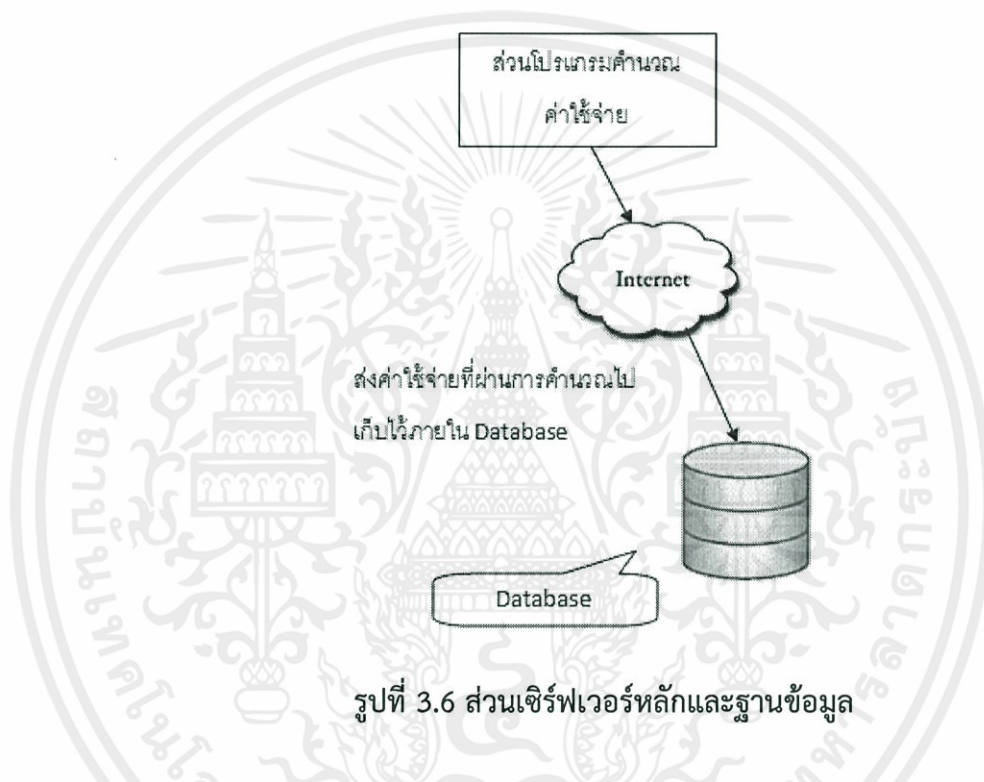 ส่วนโปรแกรมคำนวณ
ค่าใช้จ่าย
Internet
ส่งค่าใช้จ่ายที่ผ่านการคำนวณไป
เก็บไว้ภายใน Database
Database
รูปที่ 3.6 ส่วนเซิร์ฟเวอร์หลักและฐานข้อมูล